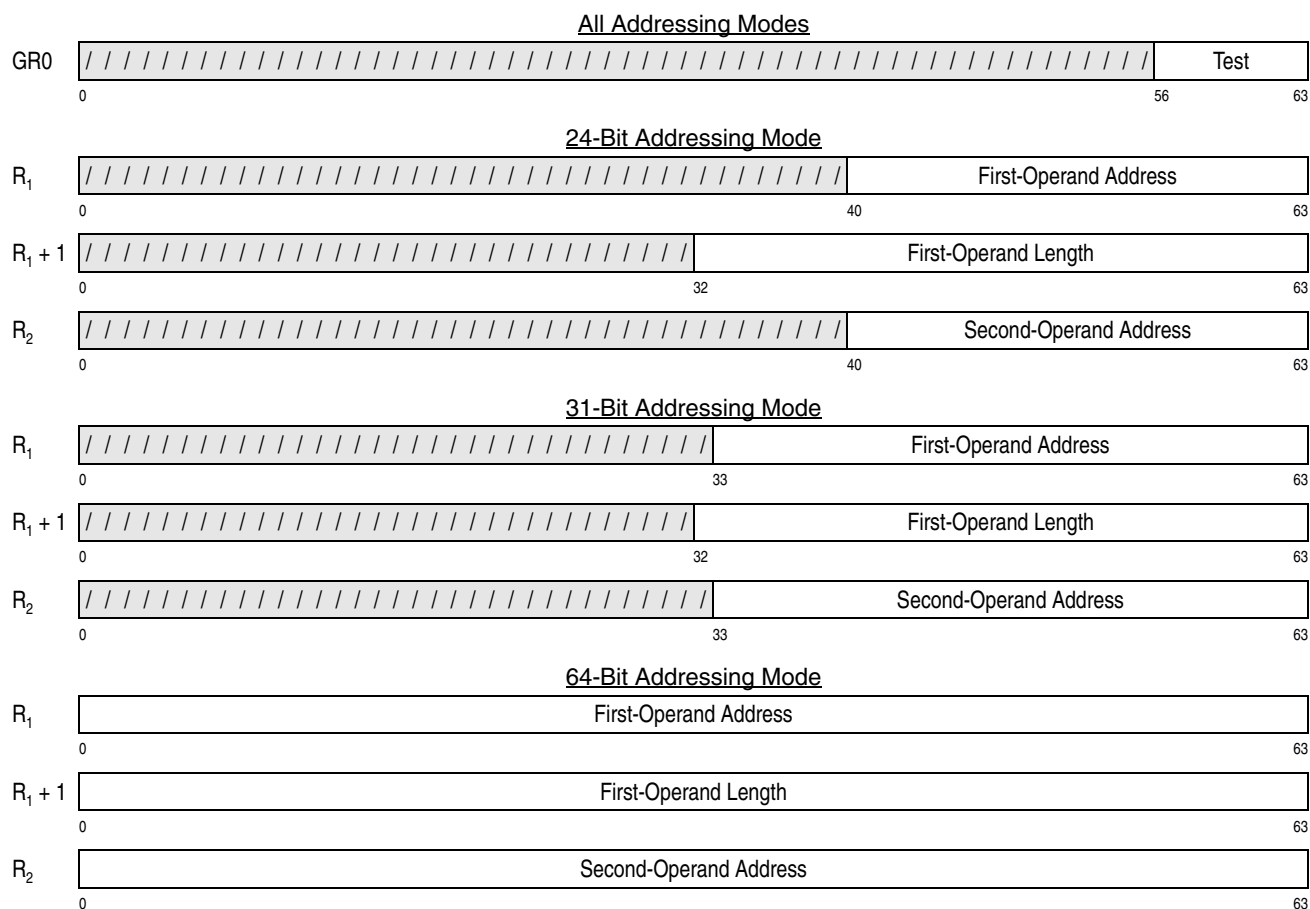 All Addressing Modes
GR0 / / / / / / / / / / / / / / / / / / / / / / / / / / / / / / / / / / / / / / / / / / / / / / / / / / / / / / / / Test
0 56 63
24-Bit Addressing Mode
R₁ / / / / / / / / / / / / / / / / / / / / / / / / / / / / / / / / / / / / / / / / First-Operand Address
0 40 63
R₁ + 1 / / / / / / / / / / / / / / / / / / / / / / / / / / / / / / / / First-Operand Length
0 32 63
R₂ / / / / / / / / / / / / / / / / / / / / / / / / / / / / / / / / / / / / / / / / Second-Operand Address
0 40 63
31-Bit Addressing Mode
R₁ / / / / / / / / / / / / / / / / / / / / / / / / / / / / / / / / / First-Operand Address
0 33 63
R₁ + 1 / / / / / / / / / / / / / / / / / / / / / / / / / / / / / / / / First-Operand Length
0 32 63
R₂ / / / / / / / / / / / / / / / / / / / / / / / / / / / / / / / / / Second-Operand Address
0 33 63
64-Bit Addressing Mode
R₁ First-Operand Address
0 63
R₁ + 1 First-Operand Length
0 63
R₂ Second-Operand Address
0 63